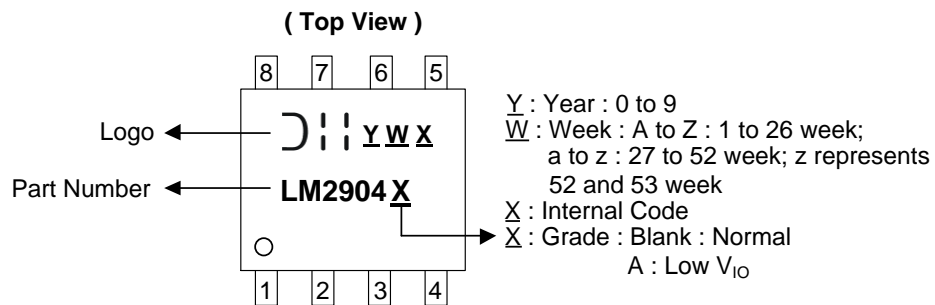 ( Top View )
8 7 6 5
Logo
Y W X
Part Number
LM2904 X
1 2 3 4
Y : Year : 0 to 9
W : Week : A to Z : 1 to 26 week;
a to z : 27 to 52 week; z represents
52 and 53 week
X : Internal Code
X : Grade : Blank : Normal
A : Low VIO